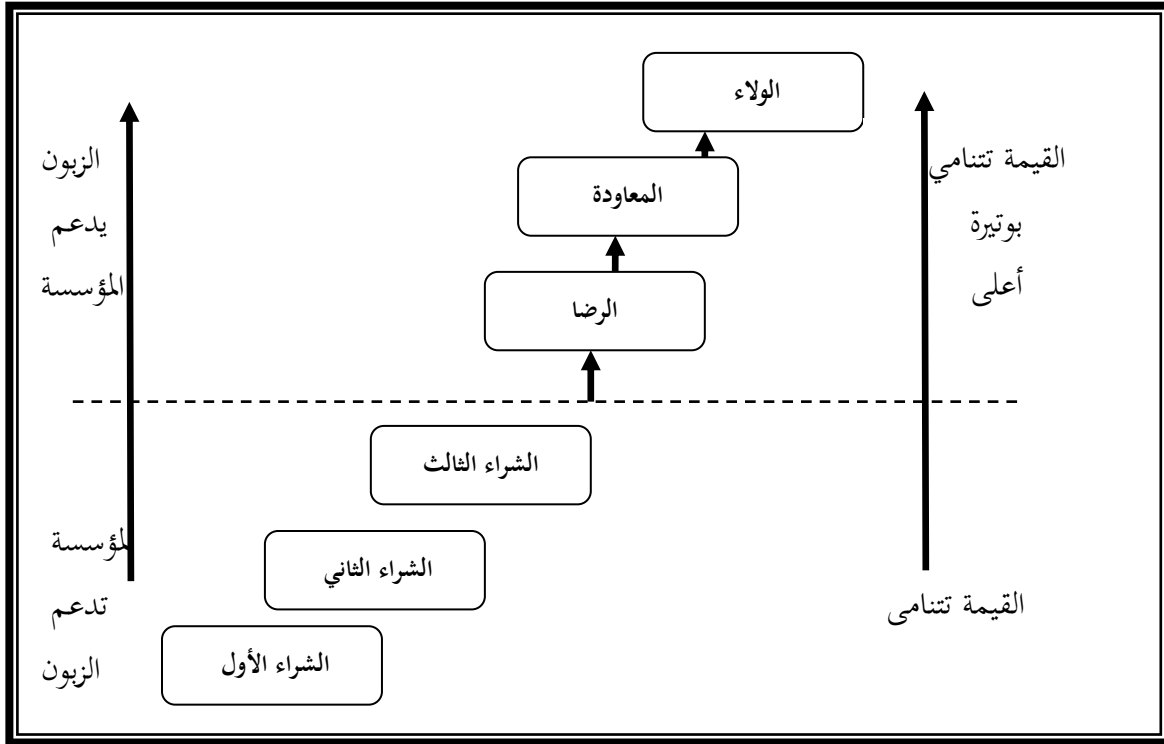 الولاء
الزبون
يدعم
المؤسسة
القيمة تتنامي
بوتيرة
أعلى
المعاودة
الرضا
الشراء الثالث
لمؤسسة
تدعم
الزبون
الشراء الثاني
القيمة تتنامى
الشراء الأول